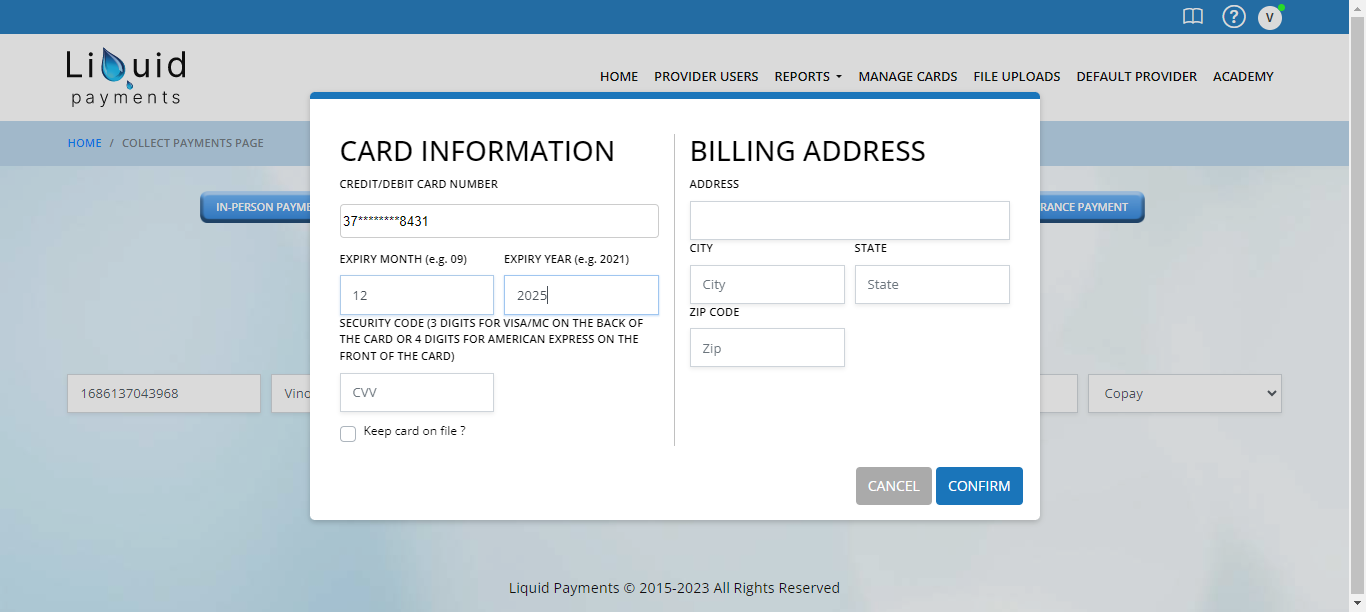 ?
V
Liquid
payments
HOME PROVIDER USERS REPORTS MANAGE CARDS FILE UPLOADS DEFAULT PROVIDER ACADEMY
HOME / COLLECT PAYMENTS PAGE
IN-PERSON PAYME
RANCE PAYMENT
CARD INFORMATION
CREDIT/DEBIT CARD NUMBER
37********8431
EXPIRY MONTH (e.g. 09) EXPIRY YEAR (e.g. 2021)
12 2025
SECURITY CODE (3 DIGITS FOR VISA/MC ON THE BACK OF
THE CARD OR 4 DIGITS FOR AMERICAN EXPRESS ON THE
FRONT OF THE CARD)
CVV
Keep card on file ?
BILLING ADDRESS
ADDRESS
CITY STATE
City State
ZIP CODE
Zip
CANCEL CONFIRM
1686137043968 Vino Copay
Liquid Payments © 2015-2023 All Rights Reserved